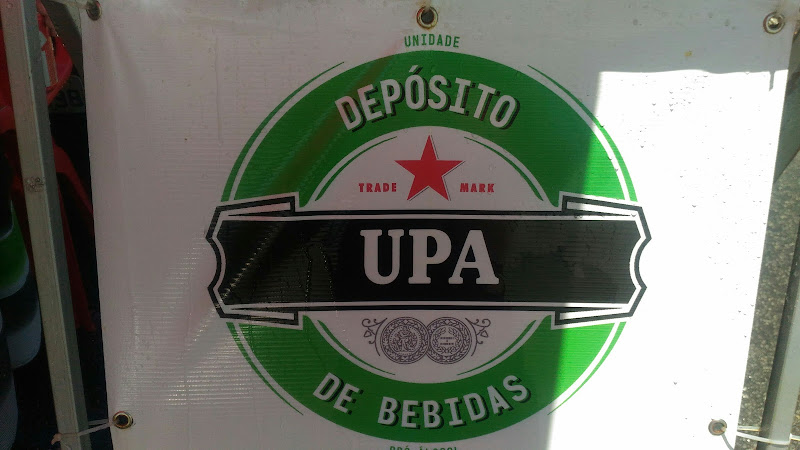 UNIDADE
DEPÓSITO
TRADE MARK
UPA
DE BEBIDAS